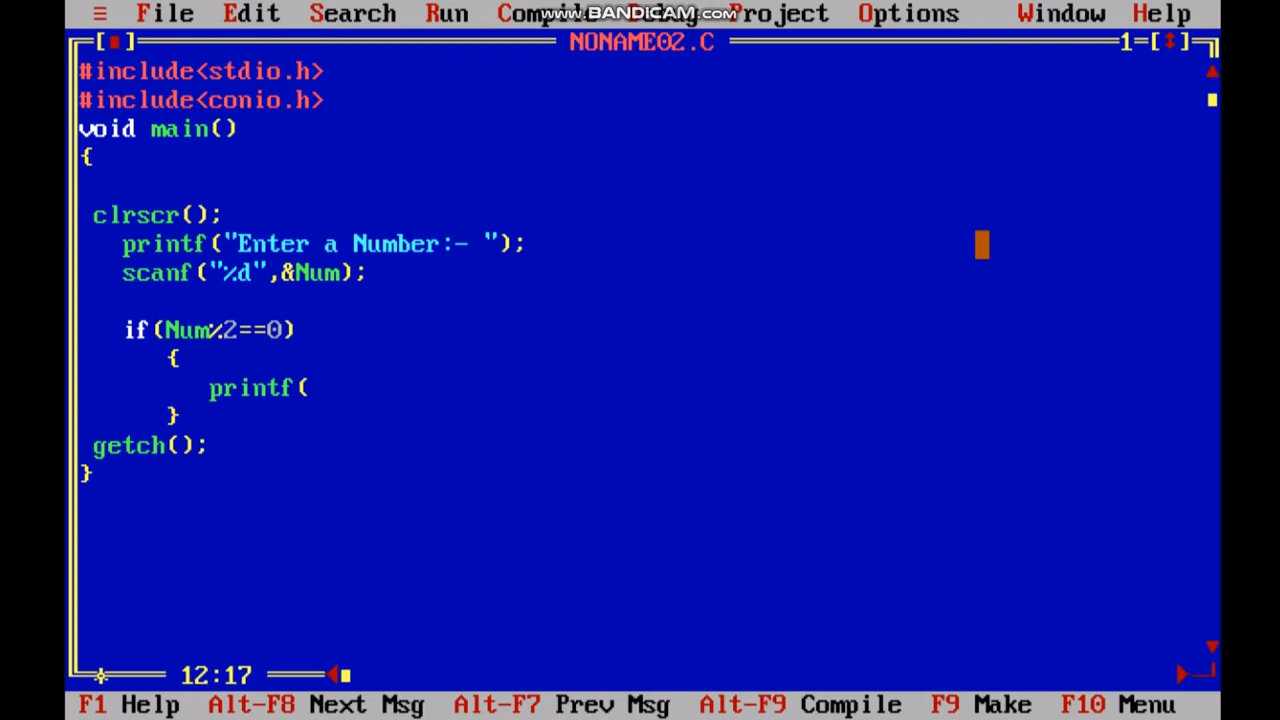 ≡ File Edit Search Run Compile Debug Project Options Window Help
www.BANDICAM.com
[■] NONAME02.C 1=[↕]
#include<stdio.h>
#include<conio.h>
void main()
{
clrscr();
printf("Enter a Number:- ");
scanf("%d",&Num);
if(Num%2==0)
{
printf(
}
getch();
}
12:17
F1 Help Alt-F8 Next Msg Alt-F7 Prev Msg Alt-F9 Compile F9 Make F10 Menu